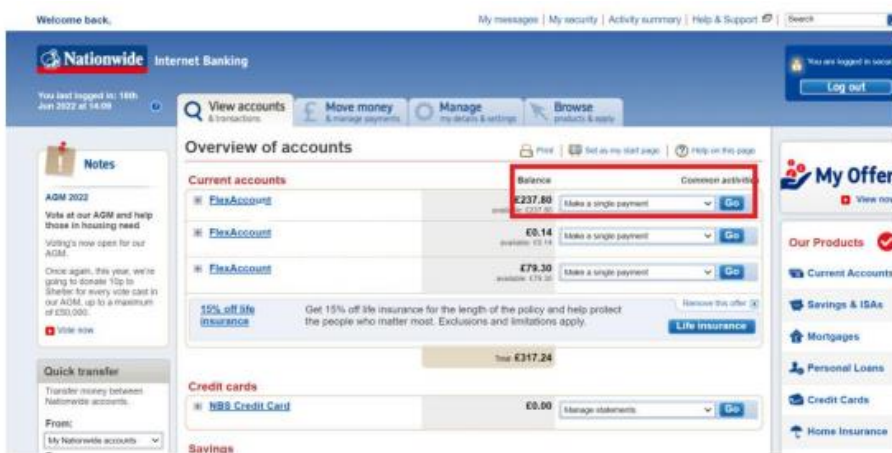 Welcome back.
My messages | My security | Activity summary | Help & Support | Search
Nationwide Internet Banking
You are logged in
Log out
You last logged in: 16th
Jun 2022 at 14:09
View accounts
& transactions
Move money
& manage payments
Manage
my details & settings
Browse
products & apply
Notes
AGM 2022
Vote at our AGM and help
those in housing need
Voting's now open for our
AGM.
Once again, this year, we're
going to donate 10p to
Shelter for every vote cast in
our AGM, up to a maximum
of £50,000.
Vote now
Quick transfer
Transfer money between
Nationwide accounts.
From:
My Nationwide accounts
Overview of accounts
Print | Set as my start page | Help on this page
Current accounts Balance Common activities
FlexAccount £237.80 Make a single payment Go
available: £237.80
FlexAccount £0.14 Make a single payment Go
available: £0.14
FlexAccount £79.30 Make a single payment Go
available: £79.30
15% off life
insurance
Get 15% off life insurance for the length of the policy and help protect
the people who matter most. Exclusions and limitations apply.
Remove this offer
Life insurance
Total £317.24
Credit cards
NBS Credit Card £0.00 Manage statements Go
Savings
My Offer
View now
Our Products
Current Accounts
Savings & ISAs
Mortgages
Personal Loans
Credit Cards
Home Insurance